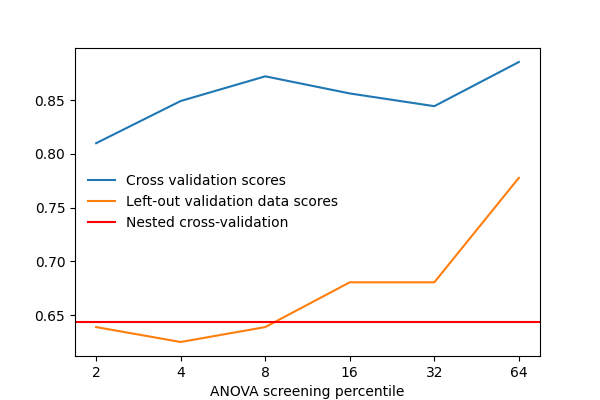 0.85
0.80
0.75
0.70
0.65
Cross validation scores
Left-out validation data scores
Nested cross-validation
2 4 8 16 32 64
ANOVA screening percentile